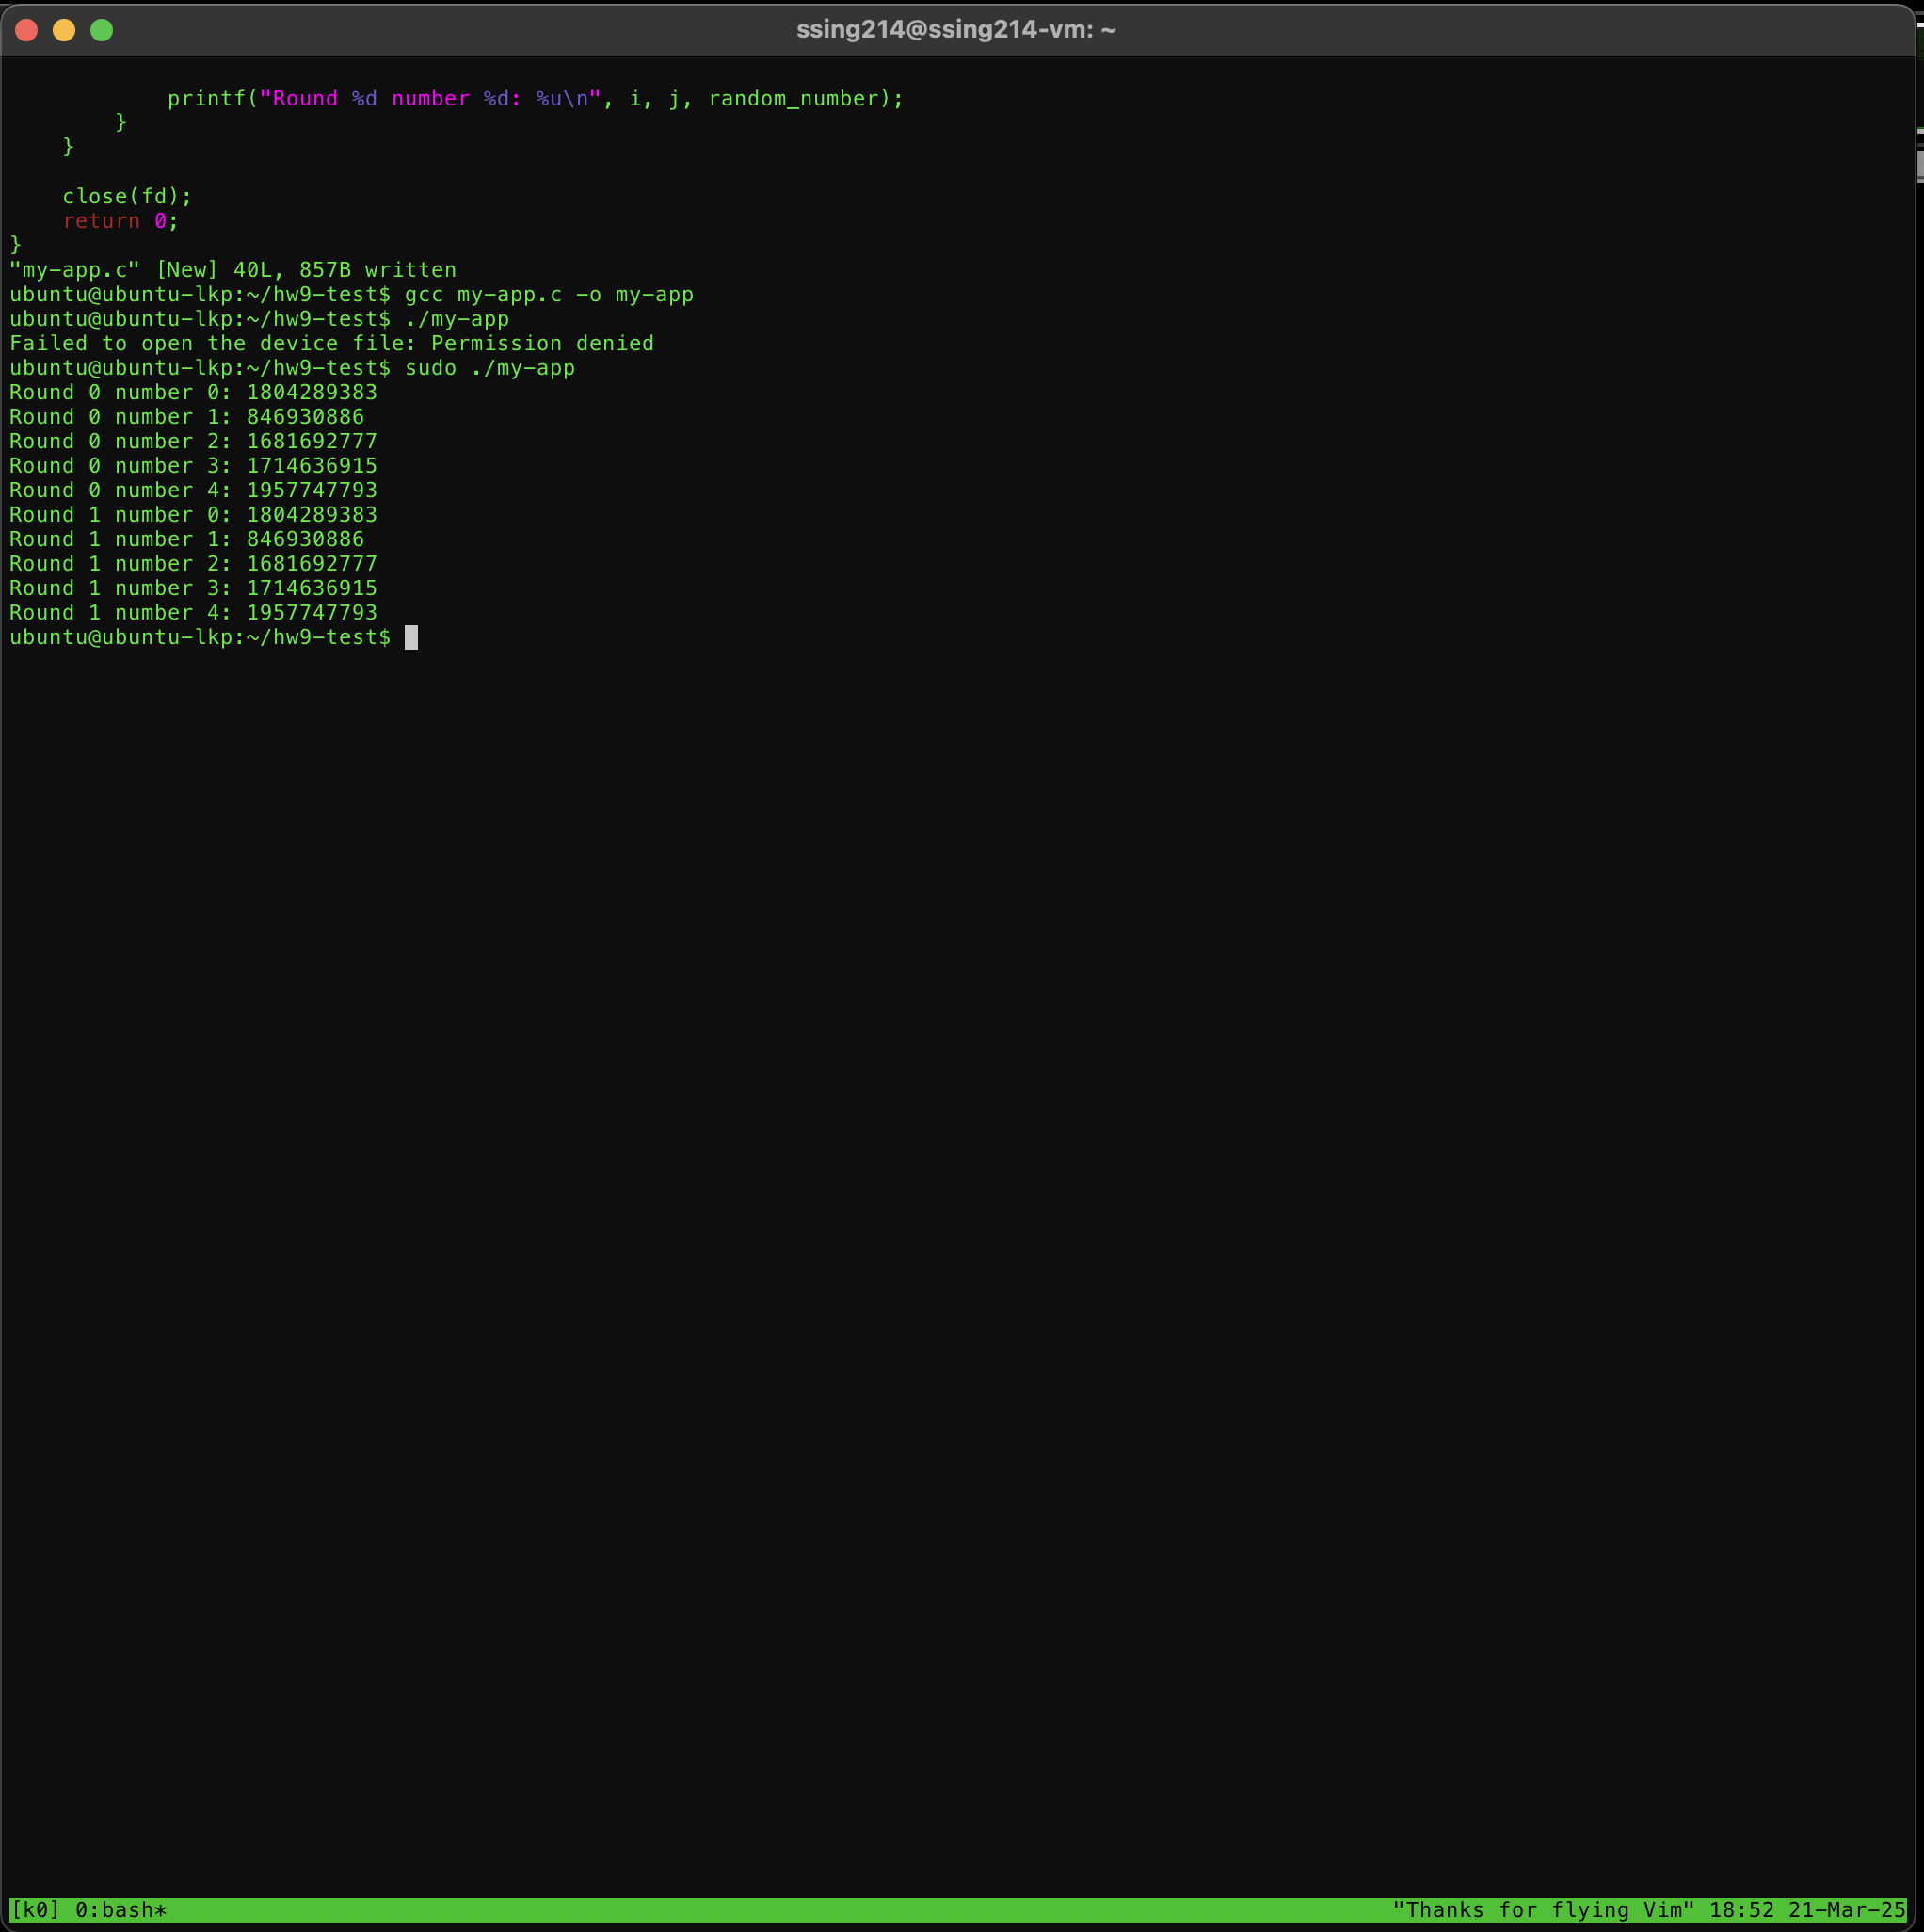 ssing214@ssing214-vm: ~
            printf("Round %d number %d: %u\n", i, j, random_number);
        }
    }
    close(fd);
    return 0;
}
"my-app.c" [New] 40L, 857B written
ubuntu@ubuntu-lkp:~/hw9-test$ gcc my-app.c -o my-app
ubuntu@ubuntu-lkp:~/hw9-test$ ./my-app
Failed to open the device file: Permission denied
ubuntu@ubuntu-lkp:~/hw9-test$ sudo ./my-app
Round 0 number 0: 1804289383
Round 0 number 1: 846930886
Round 0 number 2: 1681692777
Round 0 number 3: 1714636915
Round 0 number 4: 1957747793
Round 1 number 0: 1804289383
Round 1 number 1: 846930886
Round 1 number 2: 1681692777
Round 1 number 3: 1714636915
Round 1 number 4: 1957747793
ubuntu@ubuntu-lkp:~/hw9-test$
[k0] 0:bash* "Thanks for flying Vim" 18:52 21-Mar-25